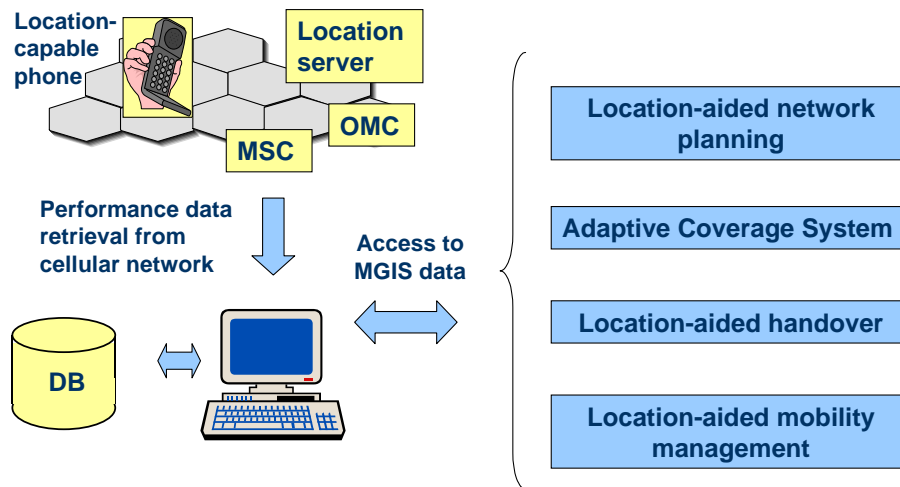 Location-
capable
phone
Location
server
OMC
MSC
Performance data
retrieval from
cellular network
Access to
MGIS data
DB
Location-aided network
planning
Adaptive Coverage System
Location-aided handover
Location-aided mobility
management